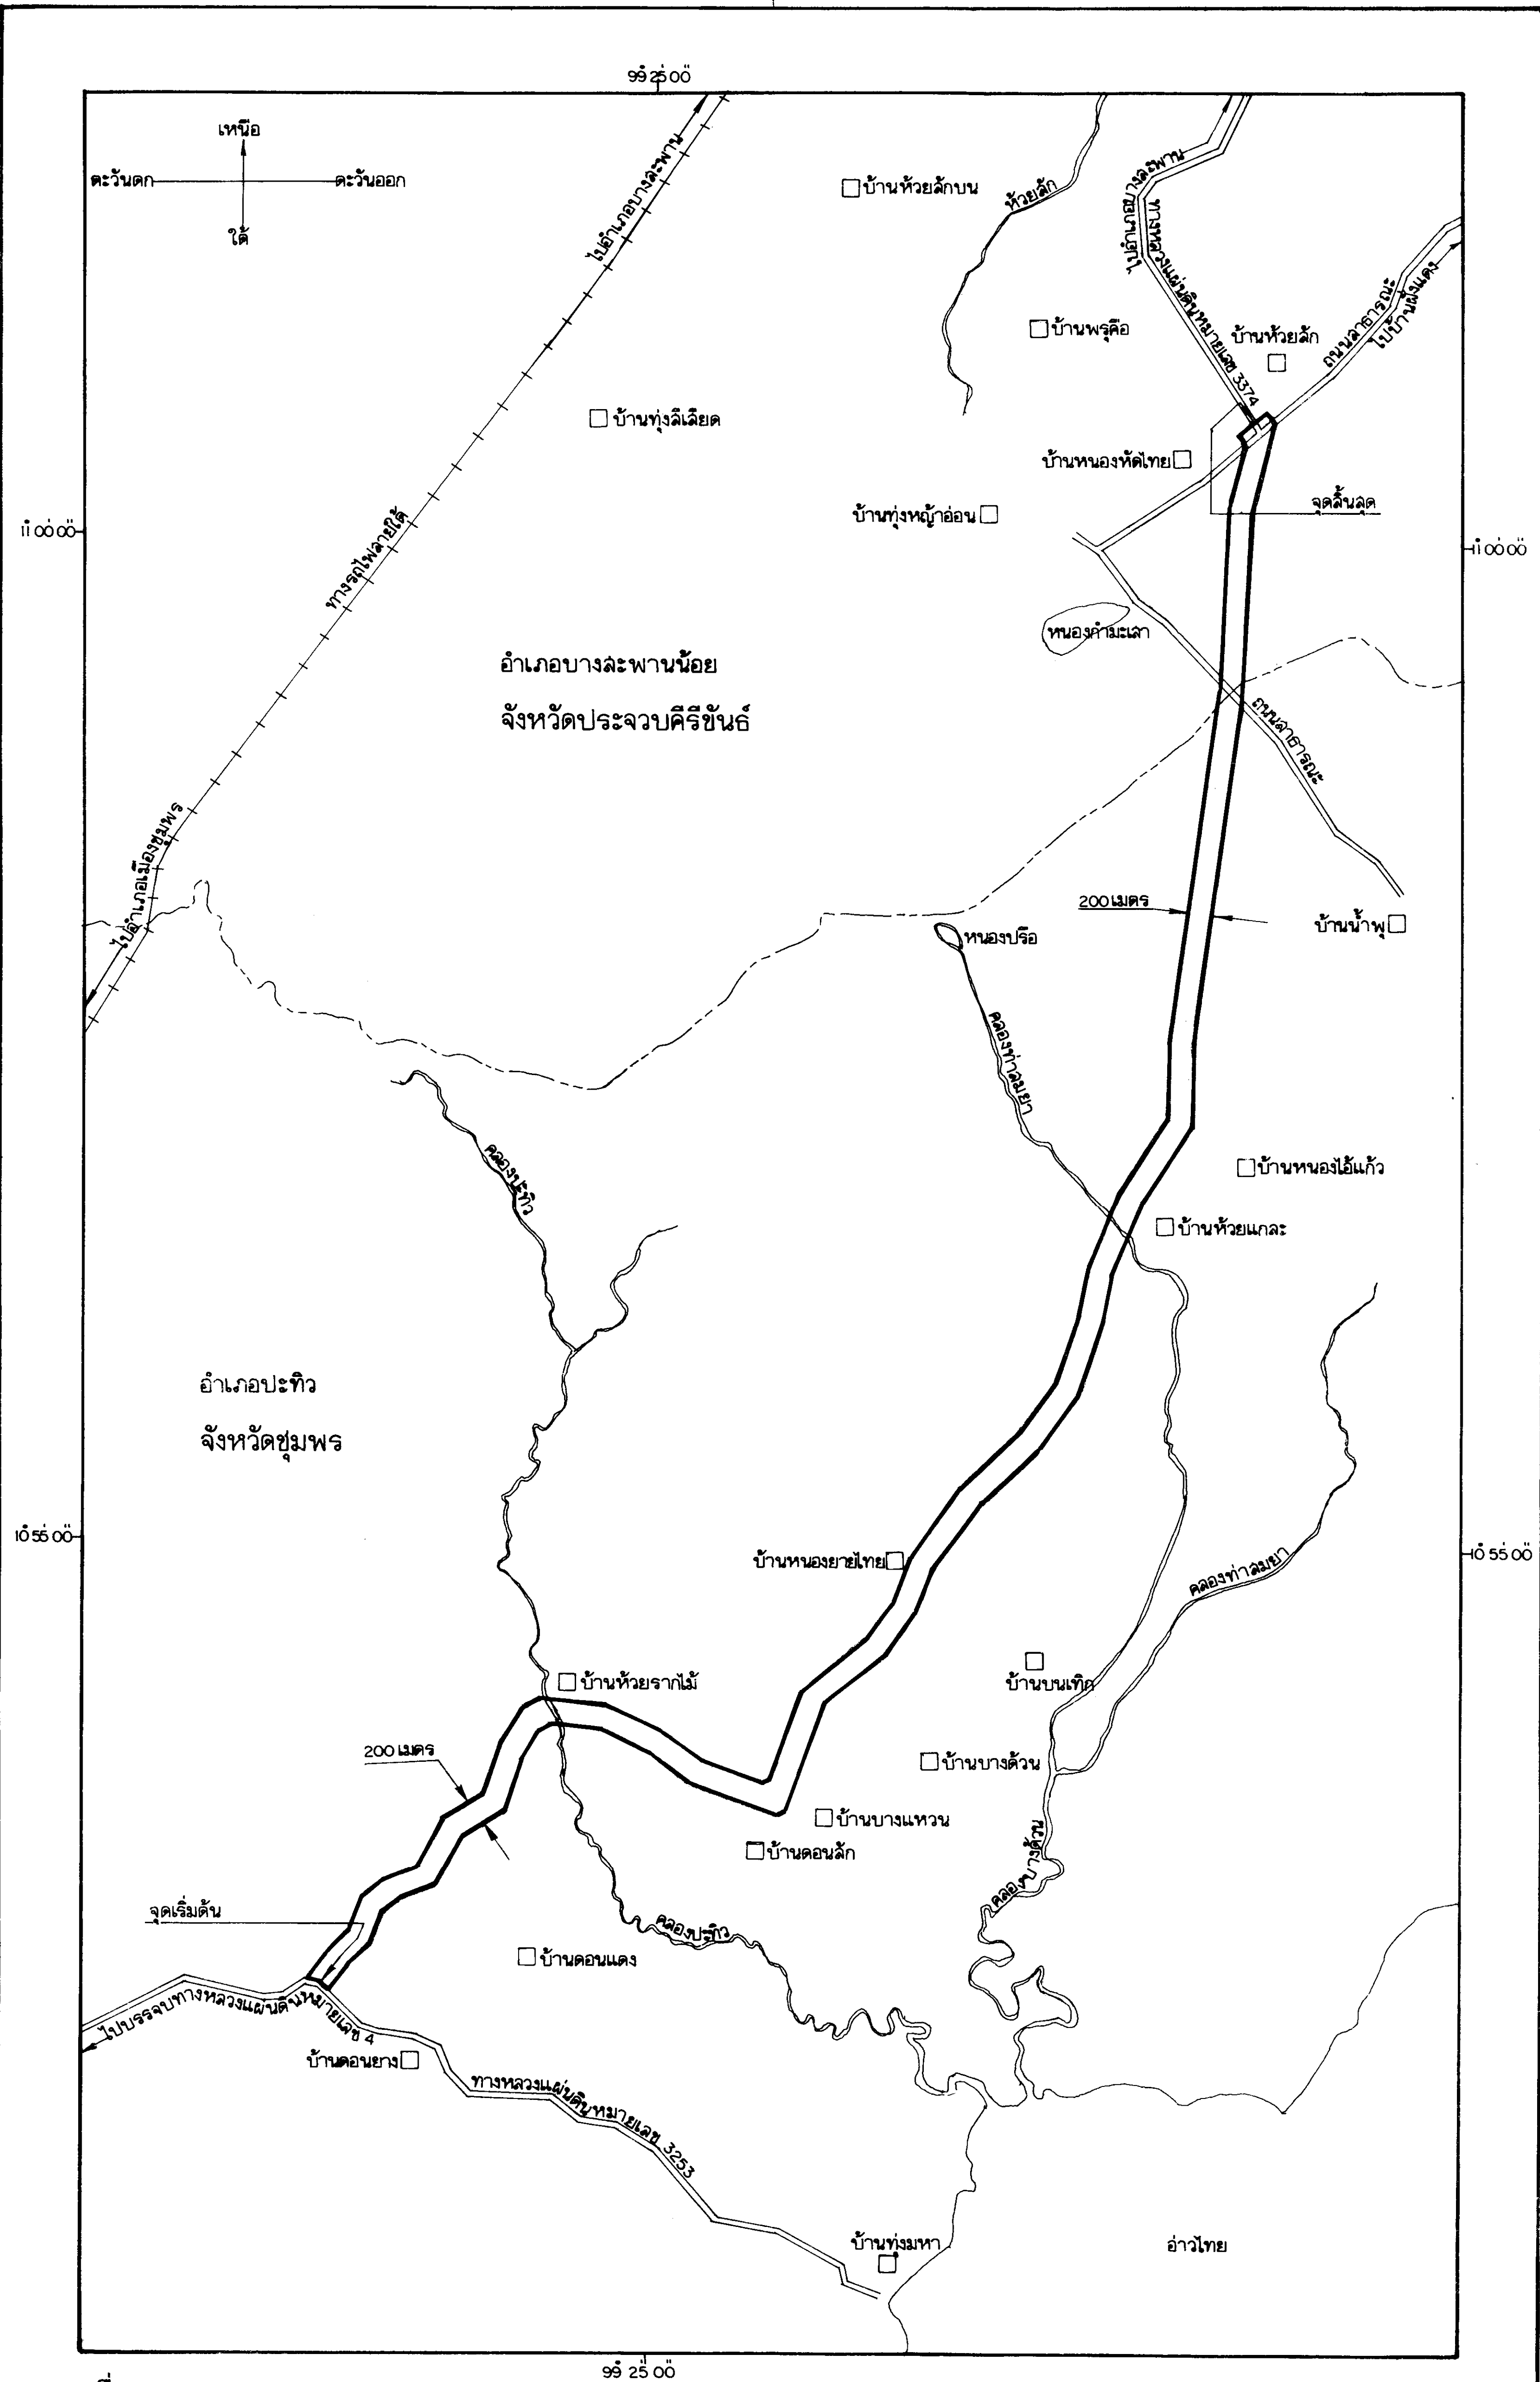 99° 25' 00"
เหนือ
ตะวันตก
ตะวันออก
ใต้
ไปอำเภอบางสะพาน
บ้านห้วยสักบน
ห้วยสัก
ไปอำเภอบางสะพาน
ทางหลวงแผ่นดินหมายเลข 3374
บ้านพรุคือ
บ้านห้วยสัก
ถนนสาธารณะ
ไปบ้านฝั่งแดง
บ้านทุ่งสีเสียด
บ้านหนองหัดไทย
จุดสิ้นสุด
บ้านทุ่งหญ้าอ่อน
11° 00' 00"
11° 00' 00"
ทางรถไฟสายใต้
หนองกำมะเสา
อำเภอบางสะพานน้อย
จังหวัดประจวบคีรีขันธ์
ถนนสาธารณะ
ไปอำเภอเมืองชุมพร
200 เมตร
บ้านน้ำพุ
หนองปรือ
คลองท่าสมยา
คลองปะทิว
บ้านหนองไอ้แก้ว
บ้านห้วยแกละ
อำเภอปะทิว
จังหวัดชุมพร
10° 55' 00"
10° 55' 00"
บ้านหนองยายไทย
คลองท่าสมยา
บ้านบนเทิก
บ้านห้วยรากไม้
200 เมตร
บ้านบางด้วน
บ้านบางแหวน
บ้านดอนสัก
คลองบางด้วน
จุดเริ่มต้น
คลองปะทิว
บ้านดอนแดง
ไปบรรจบทางหลวงแผ่นดินหมายเลข 4
บ้านดอนยาง
ทางหลวงแผ่นดินหมายเลข 3253
บ้านทุ่งมหา
อ่าวไทย
99° 25' 00"